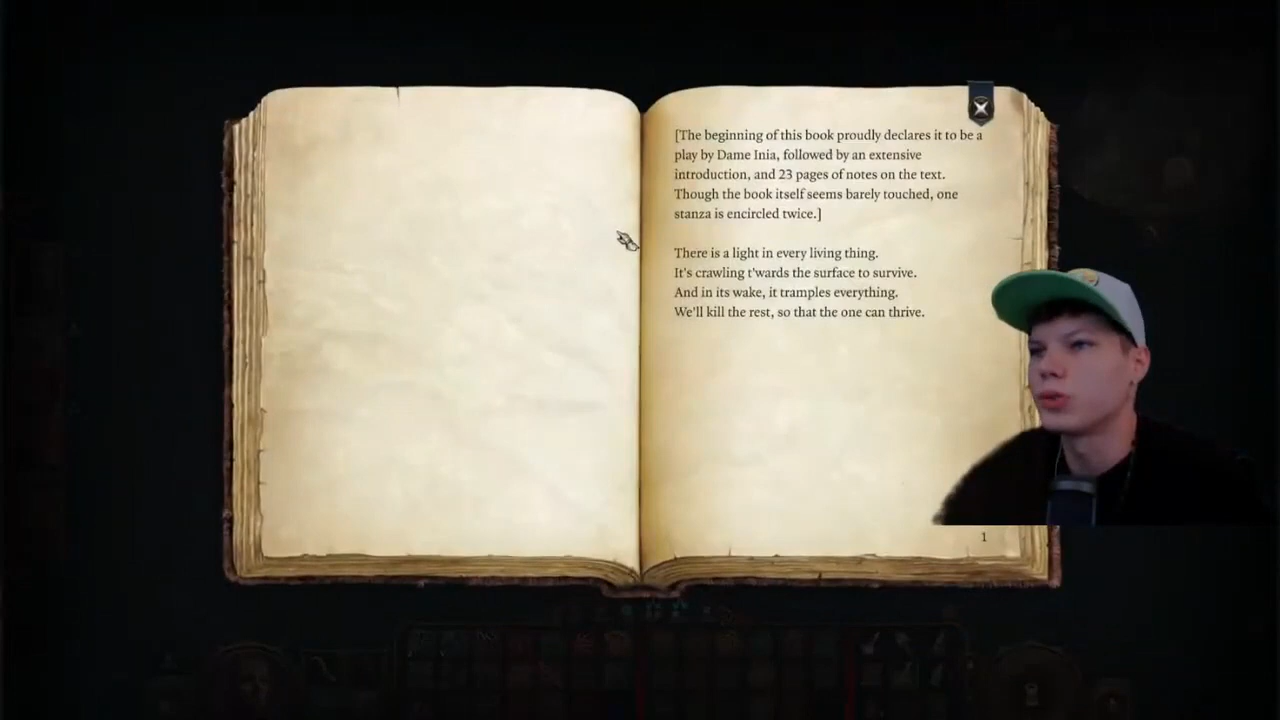 [The beginning of this book proudly declares it to be a
play by Dame Inia, followed by an extensive
introduction, and 23 pages of notes on the text.
Though the book itself seems barely touched, one
stanza is encircled twice.]
There is a light in every living thing.
It's crawling t'wards the surface to survive.
And in its wake, it tramples everything.
We'll kill the rest, so that the one can thrive.
1